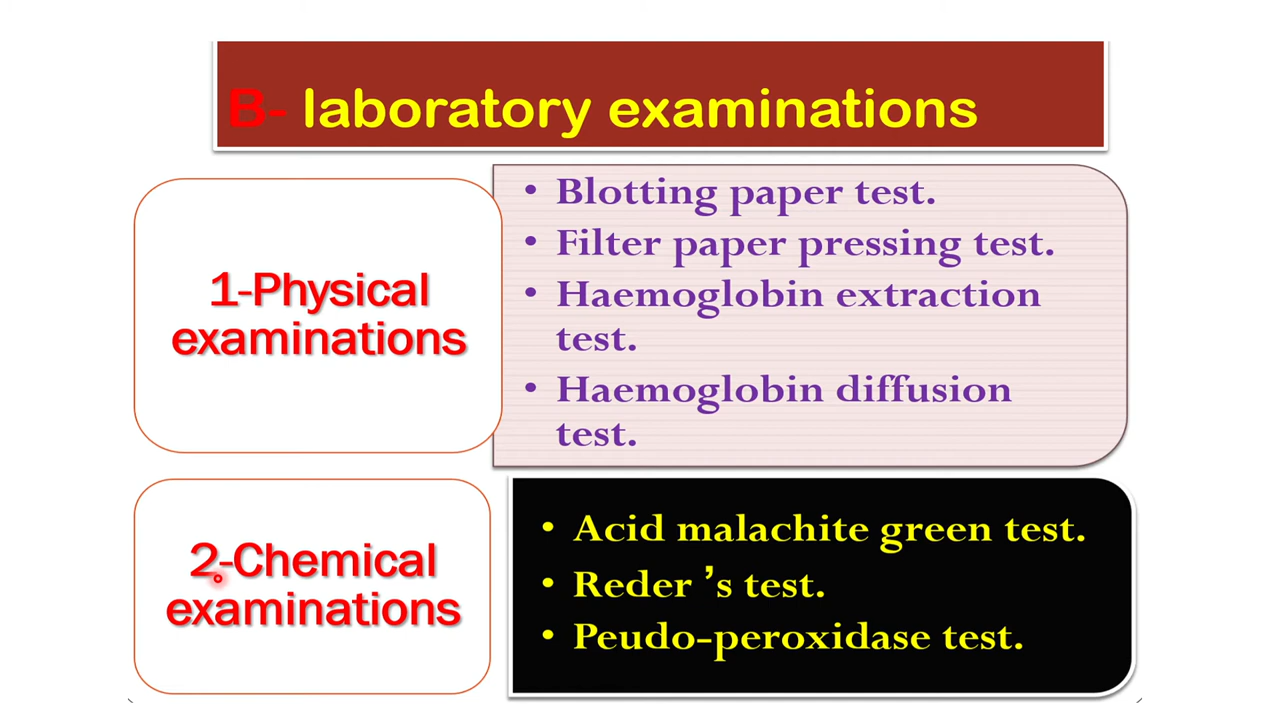 B- laboratory examinations
1-Physical
examinations
• Blotting paper test.
• Filter paper pressing test.
• Haemoglobin extraction
test.
• Haemoglobin diffusion
test.
2-Chemical
examinations
• Acid malachite green test.
• Reder ’s test.
• Peudo-peroxidase test.